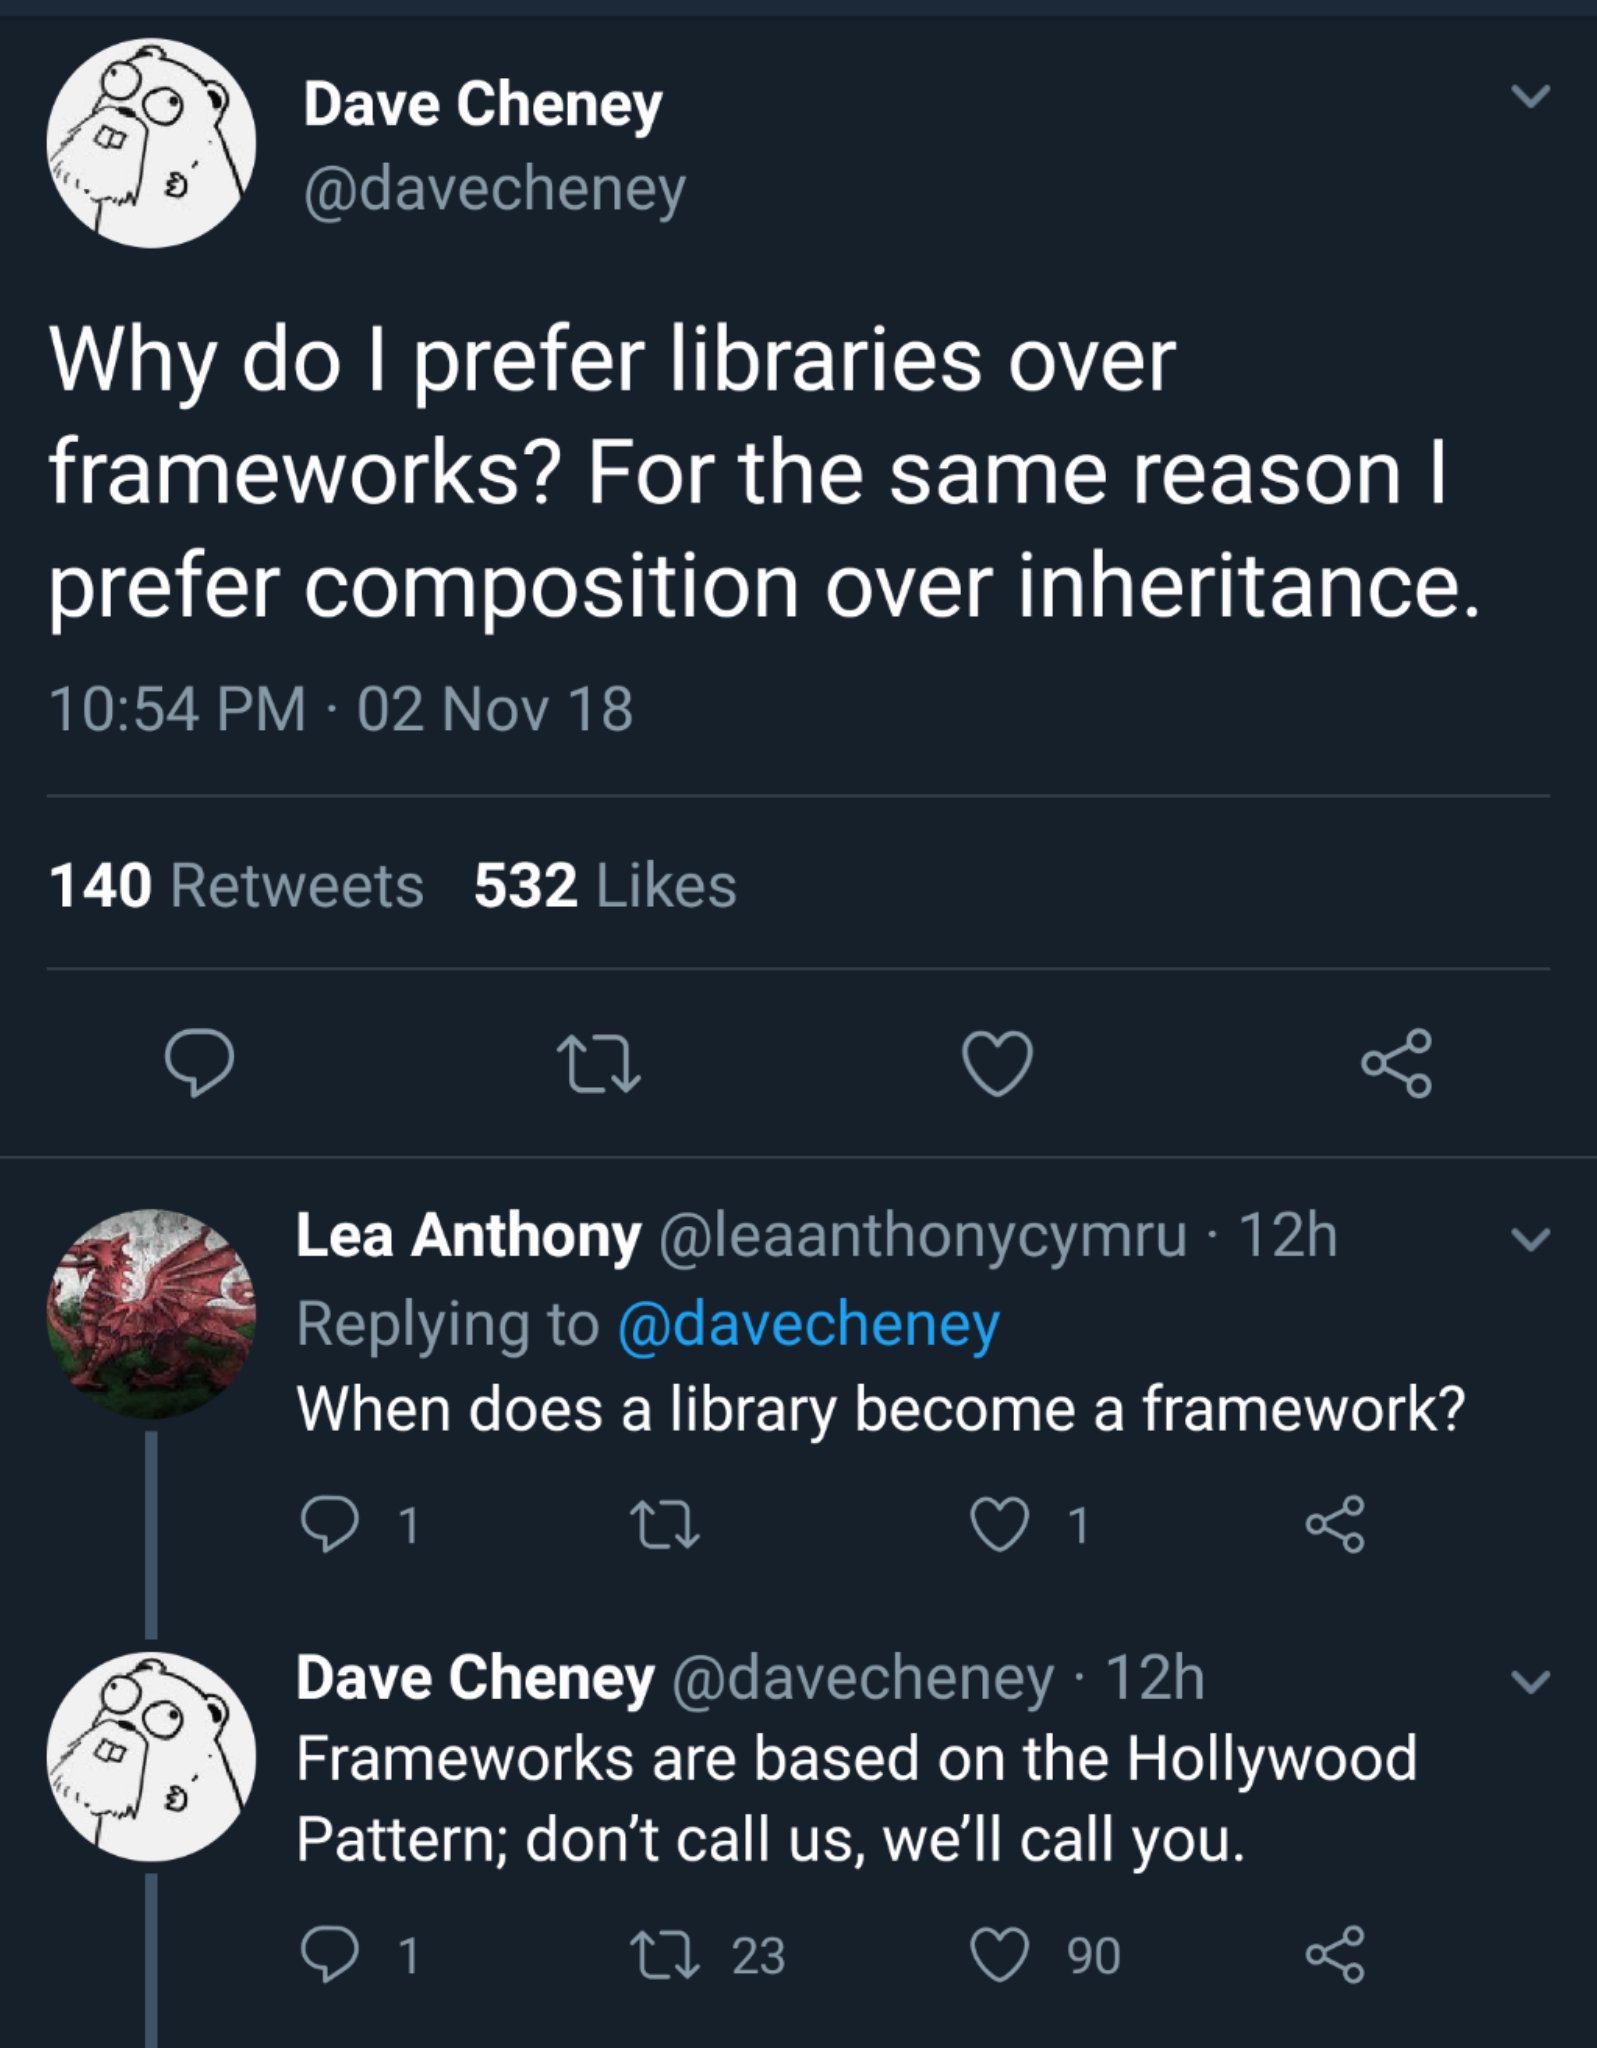 Dave Cheney
@davecheney
Why do I prefer libraries over
frameworks? For the same reason I
prefer composition over inheritance.
10:54 PM · 02 Nov 18
140 Retweets 532 Likes
Lea Anthony @leaanthonycymru · 12h
Replying to @davecheney
When does a library become a framework?
1 1
Dave Cheney @davecheney · 12h
Frameworks are based on the Hollywood
Pattern; don’t call us, we’ll call you.
1 23 90